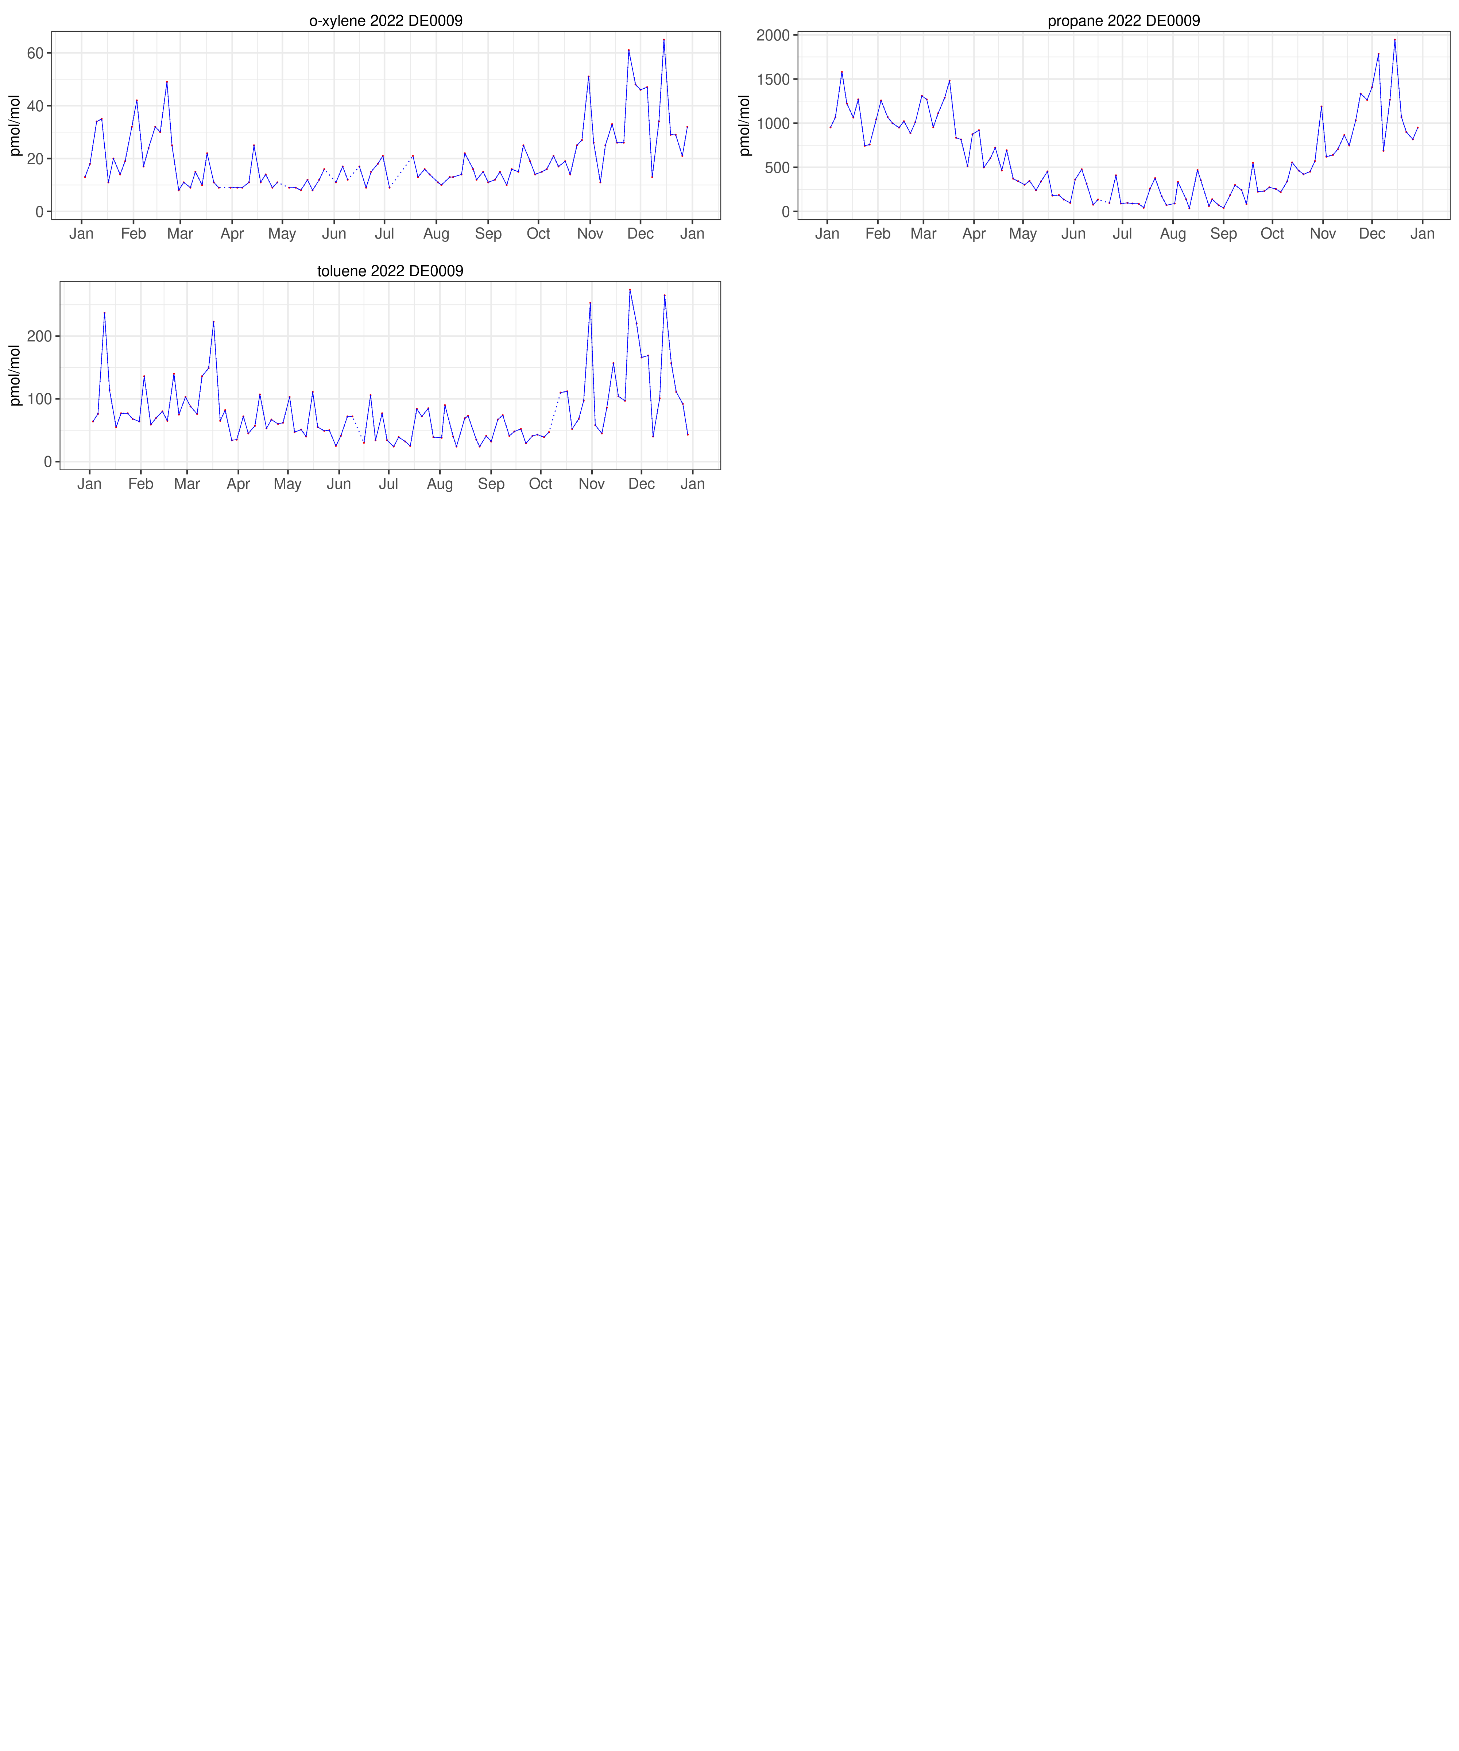 o-xylene 2022 DE0009
60
40
20
0
pmol/mol
Jan Feb Mar Apr May Jun Jul Aug Sep Oct Nov Dec Jan
propane 2022 DE0009
2000
1500
1000
500
0
pmol/mol
Jan Feb Mar Apr May Jun Jul Aug Sep Oct Nov Dec Jan
toluene 2022 DE0009
200
100
0
pmol/mol
Jan Feb Mar Apr May Jun Jul Aug Sep Oct Nov Dec Jan